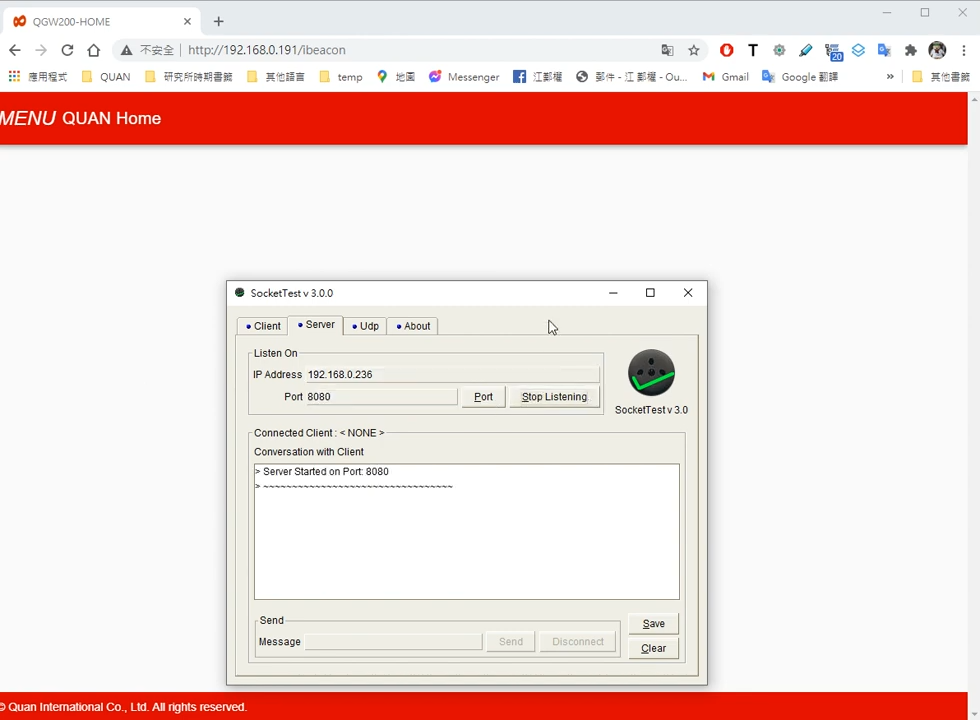 QGW200-HOME
不安全 http://192.168.0.191/ibeacon
20
應用程式 QUAN 研究所時期書籤 其他語言 temp 地圖 Messenger 江鄞權 郵件 - 江 鄞權 - Ou... Gmail Google 翻譯 » 其他書籤
MENU QUAN Home
SocketTest v 3.0.0
Client Server Udp About
Listen On
IP Address 192.168.0.236
Port 8080 Port Stop Listening
SocketTest v 3.0
Connected Client : < NONE >
Conversation with Client
> Server Started on Port: 8080
> ~~~~~~~~~~~~~~~~~~~~~~~~~~~~~~~~~
Send
Message Send Disconnect
Save
Clear
© Quan International Co., Ltd. All rights reserved.